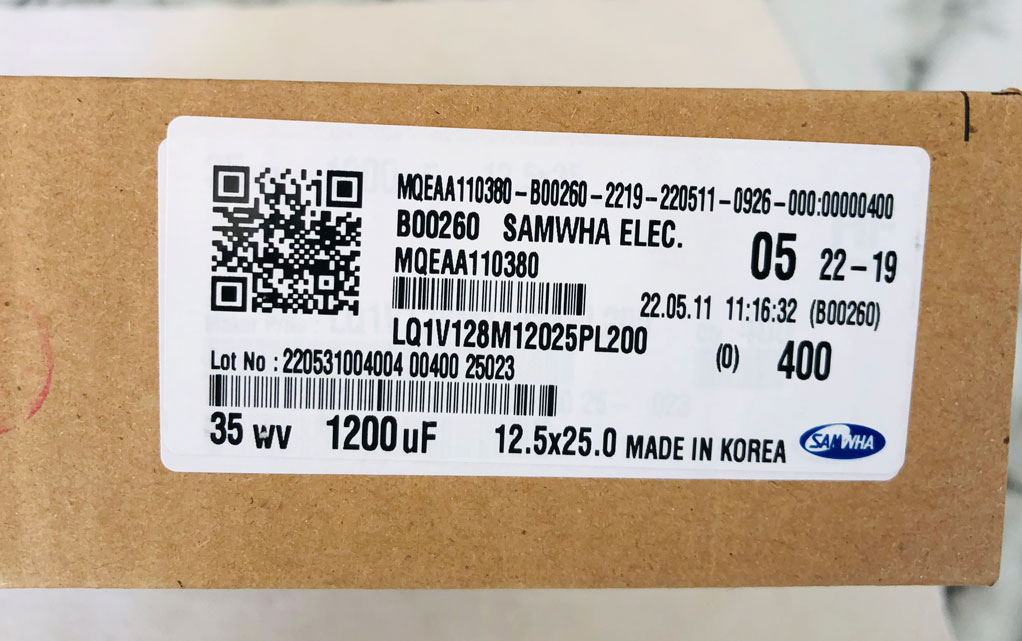 MQEAA110380-B00260-2219-220511-0926-000:00000400
B00260 SAMWHA ELEC.
05 22-19
MQEAA110380
22.05.11 11:16:32 (B00260)
LQ1V128M12025PL200
(0) 400
Lot No : 220531004004 00400 25023
35 WV 1200uF 12.5x25.0 MADE IN KOREA SAMWHA